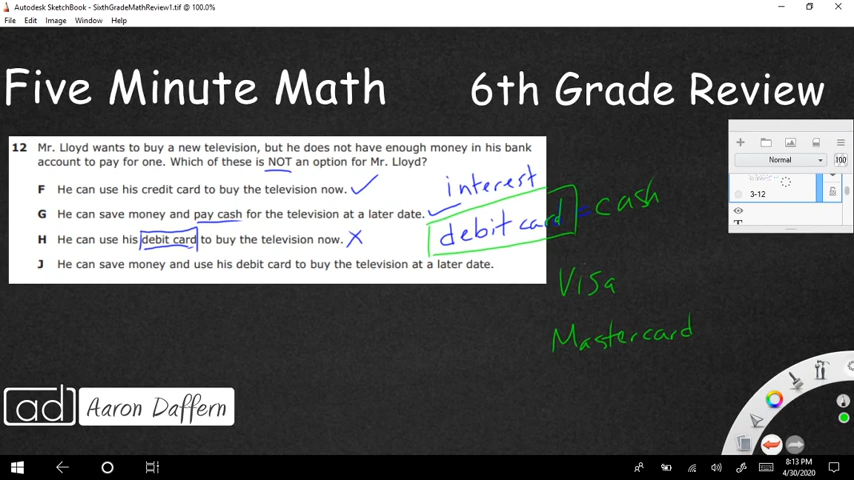 Autodesk SketchBook - SixthGradeMathReview1.tif @ 100.0%
File Edit Image Window Help
Five Minute Math
6th Grade Review
12 Mr. Lloyd wants to buy a new television, but he does not have enough money in his bank
account to pay for one. Which of these is NOT an option for Mr. Lloyd?
F He can use his credit card to buy the television now.
G He can save money and pay cash for the television at a later date.
H He can use his debit card to buy the television now.
J He can save money and use his debit card to buy the television at a later date.
interest
debit card = cash
Visa
Mastercard
Normal
100
3-12
ad Aaron Daffern
8:13 PM
4/30/2020